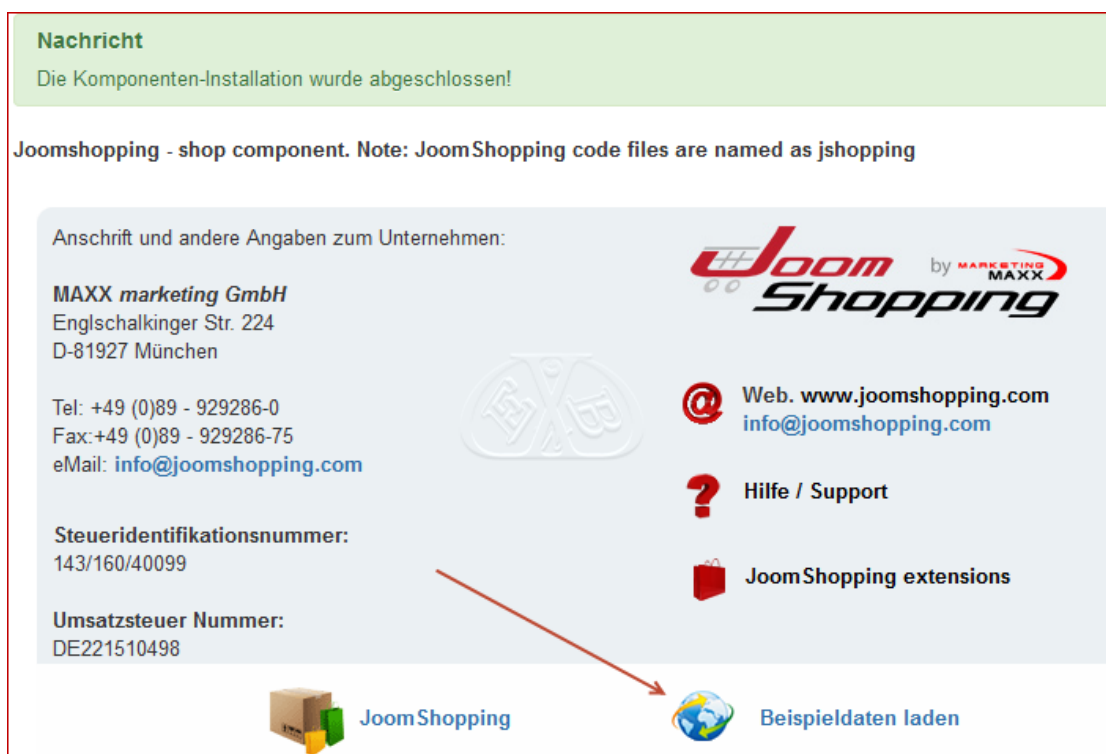 Nachricht
Die Komponenten-Installation wurde abgeschlossen!
Joomshopping - shop component. Note: JoomShopping code files are named as jshopping
Anschrift und andere Angaben zum Unternehmen:
MAXX marketing GmbH
Englschalkinger Str. 224
D-81927 München
Tel: +49 (0)89 - 929286-0
Fax:+49 (0)89 - 929286-75
eMail: info@joomshopping.com
Steueridentifikationsnummer:
143/160/40099
Umsatzsteuer Nummer:
DE221510498
Joom by MARKETING MAXX
Shopping
Web. www.joomshopping.com
info@joomshopping.com
Hilfe / Support
JoomShopping extensions
JoomShopping
Beispieldaten laden